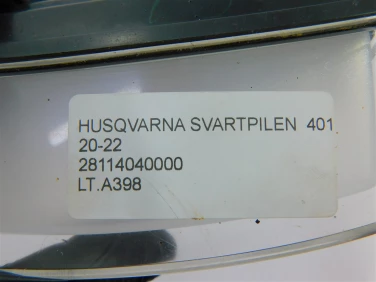 HUSQVARNA SVARTPILEN 401
20-22
28114040000
LT.A398